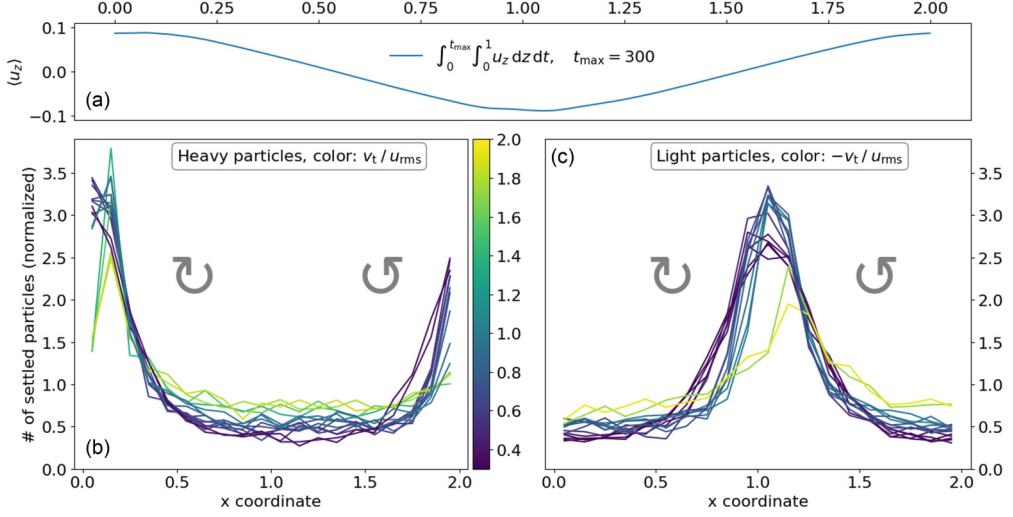 0.00 0.25 0.50 0.75 1.00 1.25 1.50 1.75 2.00
0.1
0.0
−0.1
⟨u_z⟩
∫_0^{t_max} ∫_0^1 u_z dz dt, t_max = 300
(a)
Heavy particles, color: v_t / u_rms
3.5
3.0
2.5
2.0
1.5
1.0
0.5
0.0
# of settled particles (normalized)
(b)
0.0 0.5 1.0 1.5 2.0
x coordinate
2.0
1.8
1.6
1.4
1.2
1.0
0.8
0.6
0.4
(c)
Light particles, color: −v_t / u_rms
3.5
3.0
2.5
2.0
1.5
1.0
0.5
0.0
0.0 0.5 1.0 1.5 2.0
x coordinate